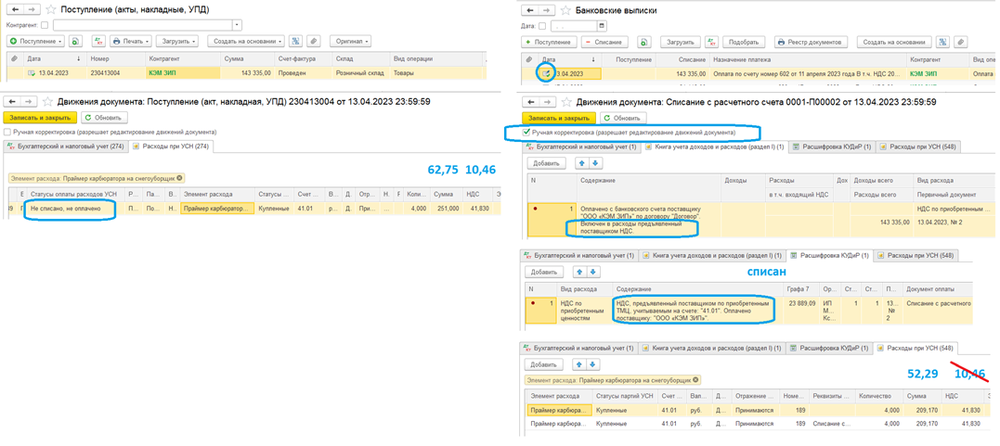 Поступление (акты, накладные, УПД)
Контрагент:
Поступление
Печать
Загрузить
Создать на основании
Оригинал
Дата
Номер
Контрагент
Сумма
Счет-фактура
Склад
Вид операции
13.04.2023
230413004
КЭМ ЗИП
143 335,00
Проведен
Розничный склад
Товары
Движения документа: Поступление (акт, накладная, УПД) 230413004 от 13.04.2023 23:59:59
Записать и закрыть
Обновить
Ручная корректировка (разрешает редактирование движений документа)
Бухгалтерский и налоговый учет (274)
Расходы при УСН (274)
62,75 10,46
Элемент расхода: Праймер карбюратора на снегоуборщик
Статусы оплаты расходов УСН
Р...
Па...
В...
Элемент расхода
Статусы ...
Счет ...
В...
Д...
Отр...
Н...
Коли...
Сумма
НДС
Не списано, не оплачено
П...
По...
Н...
Праймер карбюратор...
Купленные
41.01
р...
Д...
При...
4,000
251,000
41,830
Банковские выписки
Дата:
Поступление
Списание
Загрузить
Подобрать
Реестр документов
Создать на основании
Дата
Поступление
Списание
Назначение платежа
Контрагент
Вид опер
3.04.2023
143 335,00
Оплата по счету номер 602 от 11 апреля 2023 года В т.ч. НДС 20...
КЭМ ЗИП
Оплата п
Движения документа: Списание с расчетного счета 0001-П00002 от 13.04.2023 23:59:59
Записать и закрыть
Обновить
Ручная корректировка (разрешает редактирование движений документа)
Бухгалтерский и налоговый учет (1)
Книга учета доходов и расходов (раздел I) (1)
Расшифровка КУДиР (1)
Расходы при УСН (548)
Добавить
N
Содержание
Доходы
Расходы
Дох
Доходы всего
Вид расхода
в т.ч. входящий НДС
Расходы всего
Первичный документ
1
Оплачено с банковского счета поставщику
"ООО «КЭМ ЗИП» по договору "Договор".
Включен в расходы предъявленный
поставщиком НДС.
НДС по приобретенным ...
143 335,00
13.04.2023, № 2
Бухгалтерский и налоговый учет (1)
Книга учета доходов и расходов (раздел I) (1)
Расшифровка КУДиР (1)
Расходы при УСН (548)
Добавить
списан
N
Вид расхода
Содержание
Графа 7
Ор...
Ст...
Ст...
П...
Документ оплаты
1
НДС по
приобретенным
ценностям
НДС, предъявленный поставщиком по приобретенным
ТМЦ, учитываемым на счете: "41.01". Оплачено
поставщику: "ООО «КЭМ ЗИП»".
23 889,09
ИП
М...
Кс...
1
1
13...
№
2
Списание с расчетного
Бухгалтерский и налоговый учет (1)
Книга учета доходов и расходов (раздел I) (1)
Расшифровка КУДиР (1)
Расходы при УСН (548)
Добавить
52,29 10,46
Элемент расхода: Праймер карбюратора на снегоуборщик
Элемент расхода
Статусы партий УСН
Счет ...
Вал...
Д...
Отражение ...
Номе...
Реквизиты ...
Количество
Сумма
НДС
Праймер карбюра...
Купленные
41.01
руб.
Д...
Принимаются
189
4,000
209,170
41,830
Праймер карбюра...
Купленные
41.01
руб.
Д...
Принимаются
189
Списание с...
4,000
209,170
41,830